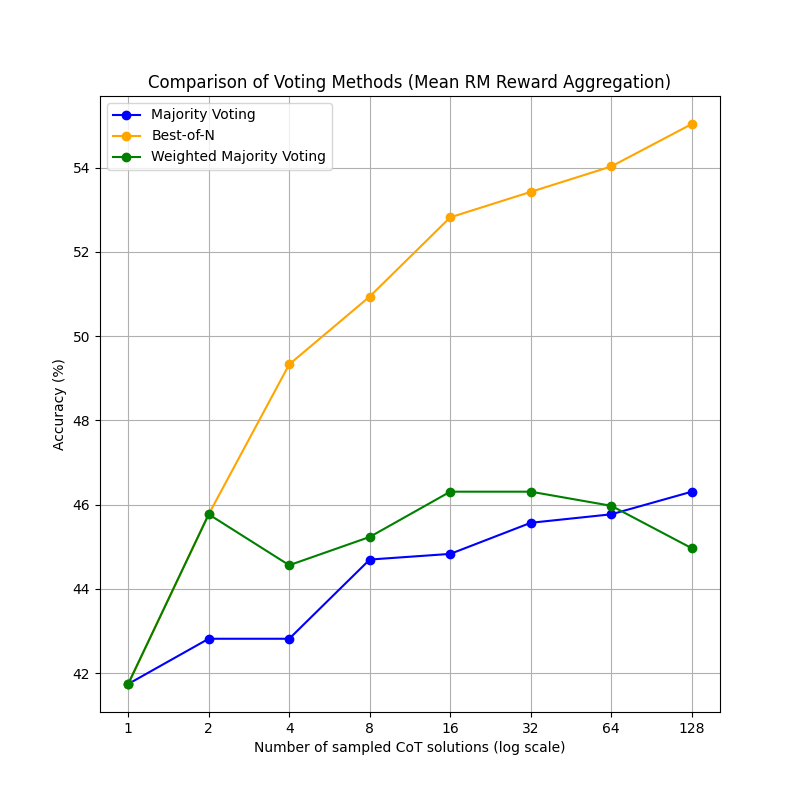 Comparison of Voting Methods (Mean RM Reward Aggregation)
Majority Voting
Best-of-N
Weighted Majority Voting
Accuracy (%)
54
52
50
48
46
44
42
1 2 4 8 16 32 64 128
Number of sampled CoT solutions (log scale)